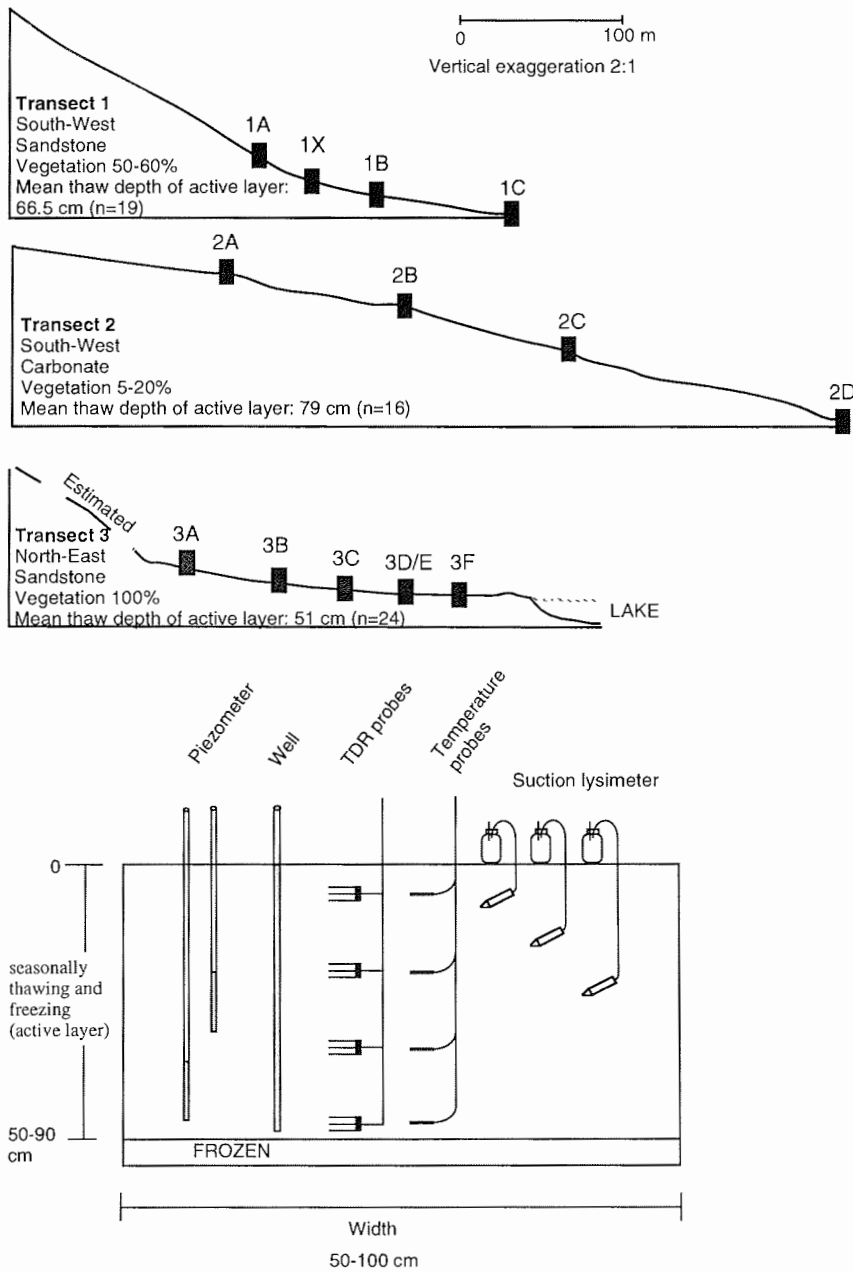 0 100 m
Vertical exaggeration 2:1
Transect 1
South-West
Sandstone
Vegetation 50-60%
Mean thaw depth of active layer:
66.5 cm (n=19)
1A
1X
1B
1C
2A
2B
2C
2D
Transect 2
South-West
Carbonate
Vegetation 5-20%
Mean thaw depth of active layer: 79 cm (n=16)
Estimated
3A
3B
3C
3D/E
3F
Transect 3
North-East
Sandstone
Vegetation 100%
Mean thaw depth of active layer: 51 cm (n=24)
LAKE
Piezometer
Well
TDR probes
Temperature
probes
Suction lysimeter
0
seasonally
thawing and
freezing
(active layer)
50-90
cm
FROZEN
Width
50-100 cm